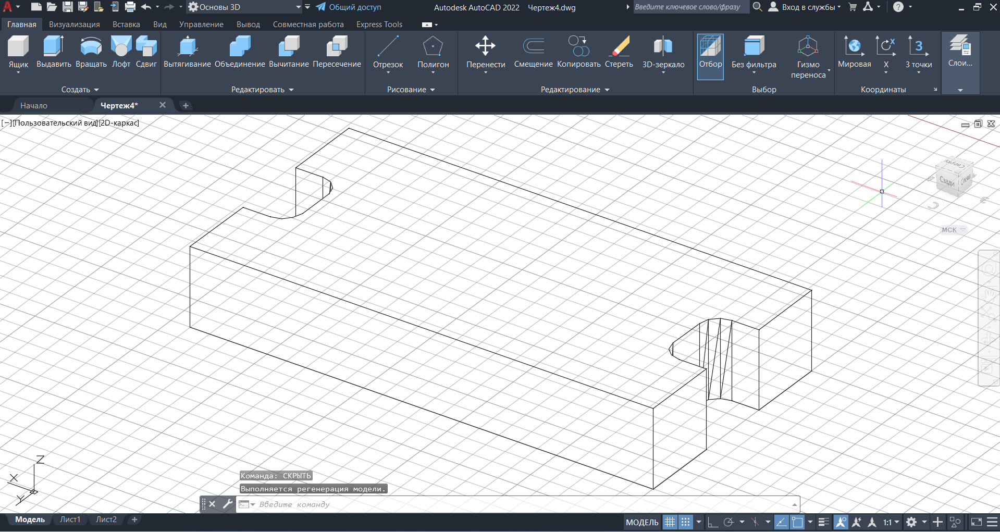 Основы 3D
Общий доступ
Autodesk AutoCAD 2022 Чертеж4.dwg
Введите ключевое слово/фразу
Вход в службы
Главная Визуализация Вставка Вид Управление Вывод Совместная работа Express Tools
Ящик Выдавить Вращать Лофт Сдвиг
Создать
Вытягивание Объединение Вычитание Пересечение
Редактировать
Отрезок Полигон
Рисование
Перенести Смещение Копировать Стереть 3D-зеркало
Редактирование
Отбор Без фильтра Гизмо
переноса
Выбор
Мировая X 3 точки
Координаты
Слои...
Начало Чертеж4*
[−][Пользовательский вид][2D-каркас]
Сверху
Сзади Слева
С
МСК
Z
X
Y
Команда: СКРЫТЬ
Выполняется регенерация модели.
Введите команду
Модель Лист1 Лист2
МОДЕЛЬ
1:1